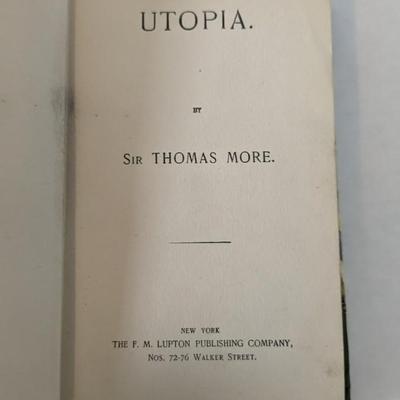 UTOPIA.
BY
SIR THOMAS MORE.
NEW YORK
THE F. M. LUPTON PUBLISHING COMPANY,
NOS. 72-76 WALKER STREET.